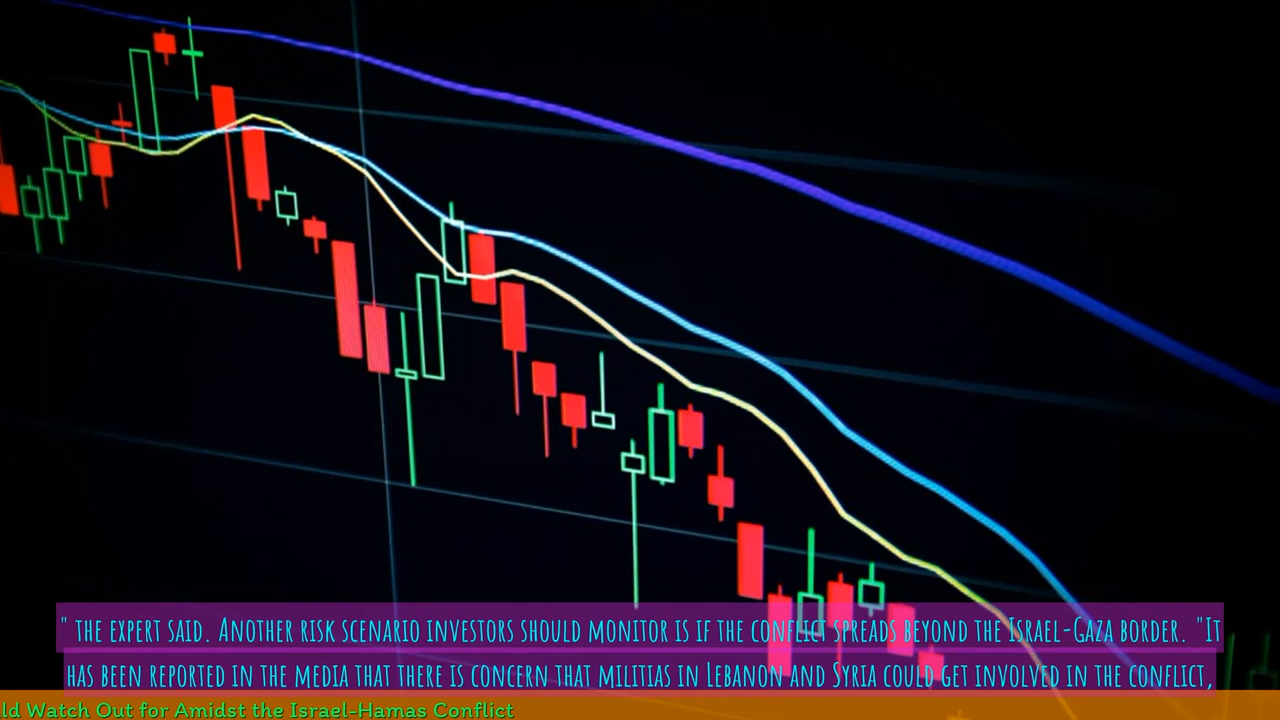 " the expert said. Another risk scenario investors should monitor is if the conflict spreads beyond the Israel-Gaza border. "It
has been reported in the media that there is concern that militias in Lebanon and Syria could get involved in the conflict,
ld Watch Out for Amidst the Israel-Hamas Conflict